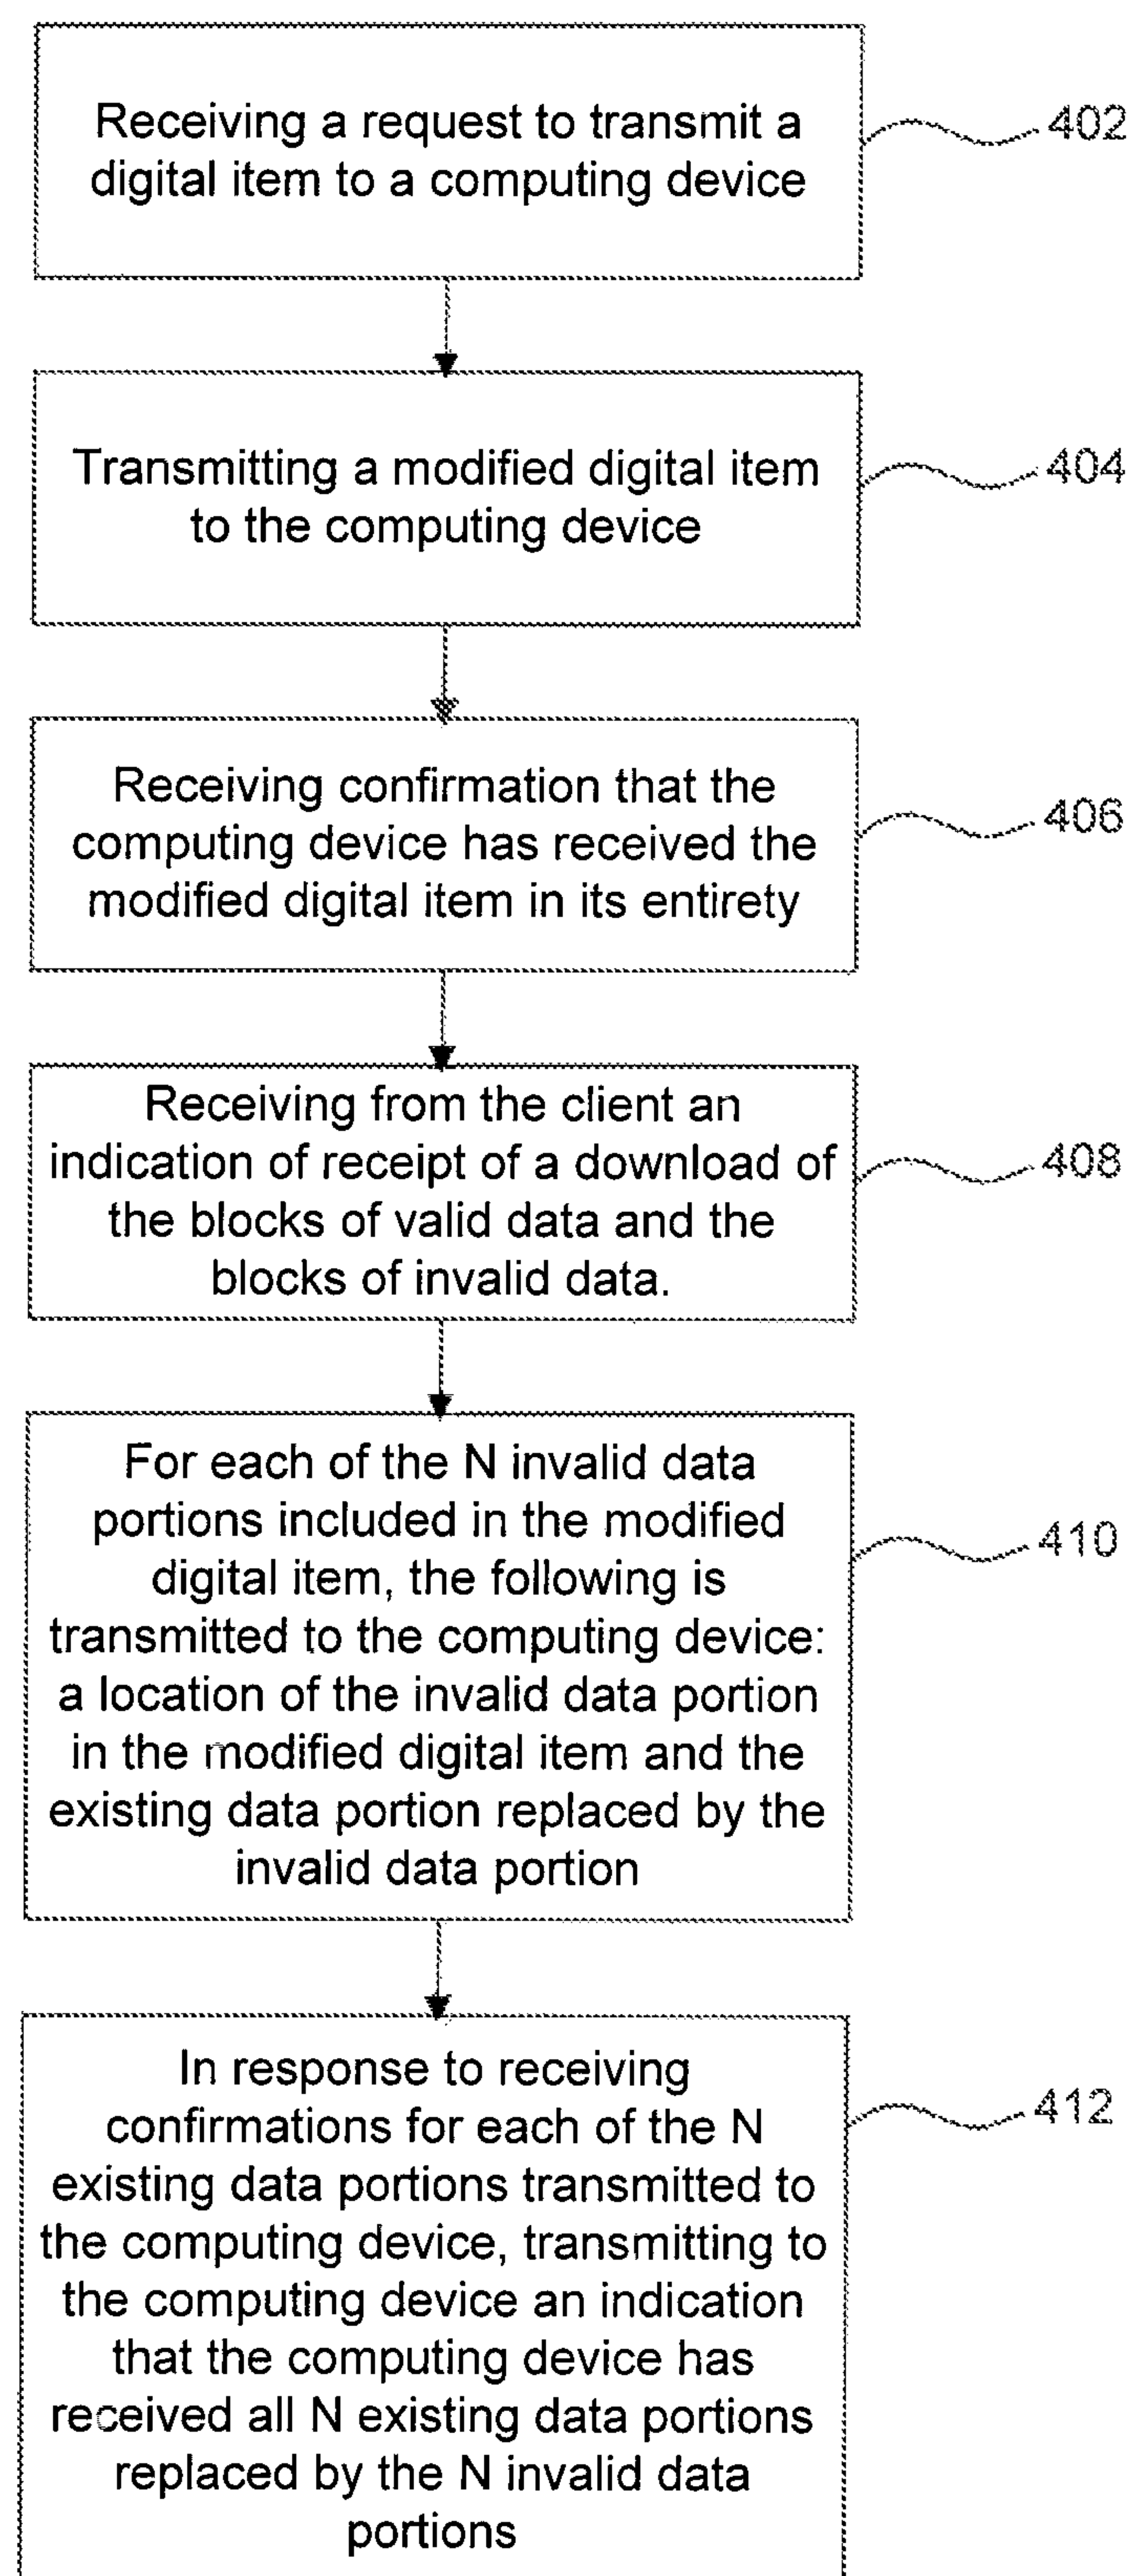 Receiving a request to transmit a
digital item to a computing device
402
Transmitting a modified digital item
to the computing device
404
Receiving confirmation that the
computing device has received the
modified digital item in its entirety
406
Receiving from the client an
indication of receipt of a download of
the blocks of valid data and the
blocks of invalid data.
408
For each of the N invalid data
portions included in the modified
digital item, the following is
transmitted to the computing device:
a location of the invalid data portion
in the modified digital item and the
existing data portion replaced by the
invalid data portion
410
In response to receiving
confirmations for each of the N
existing data portions transmitted to
the computing device, transmitting to
the computing device an indication
that the computing device has
received all N existing data portions
replaced by the N invalid data
portions
412